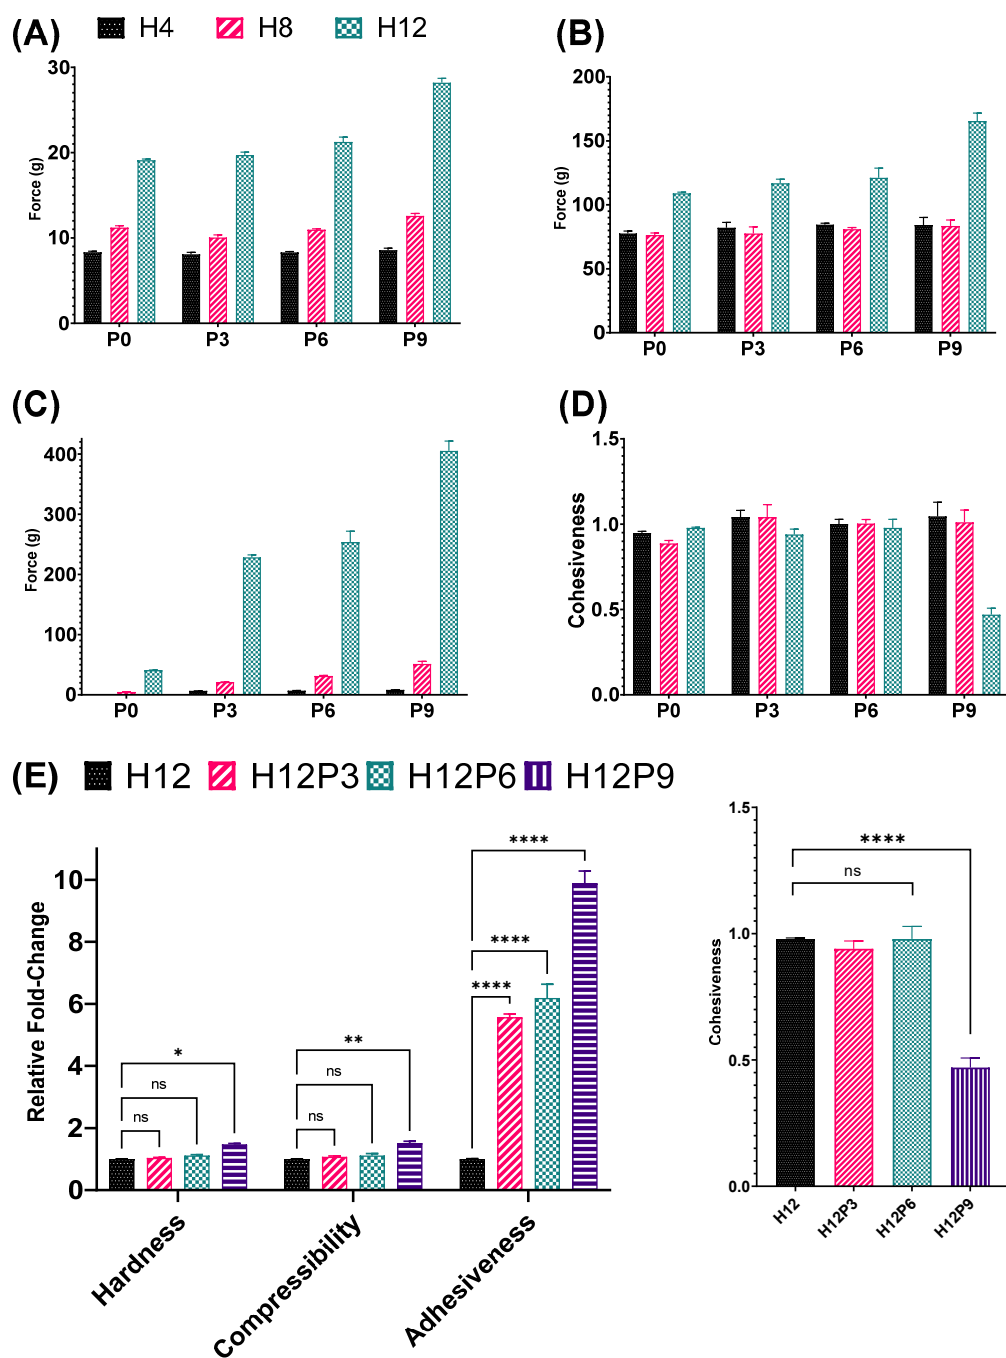 (A) H4 H8 H12
Force (g)
30
20
10
0
P0 P3 P6 P9
(B)
Force (g)
200
150
100
50
0
P0 P3 P6 P9
(C)
Force (g)
400
300
200
100
0
P0 P3 P6 P9
(D)
Cohesiveness
1.5
1.0
0.5
0.0
P0 P3 P6 P9
(E) H12 H12P3 H12P6 H12P9
Relative Fold-Change
10
8
6
4
2
0
ns
ns
*
ns
ns
**
****
****
****
Hardness
Compressibility
Adhesiveness
Cohesiveness
1.5
1.0
0.5
0.0
****
ns
H12 H12P3 H12P6 H12P9